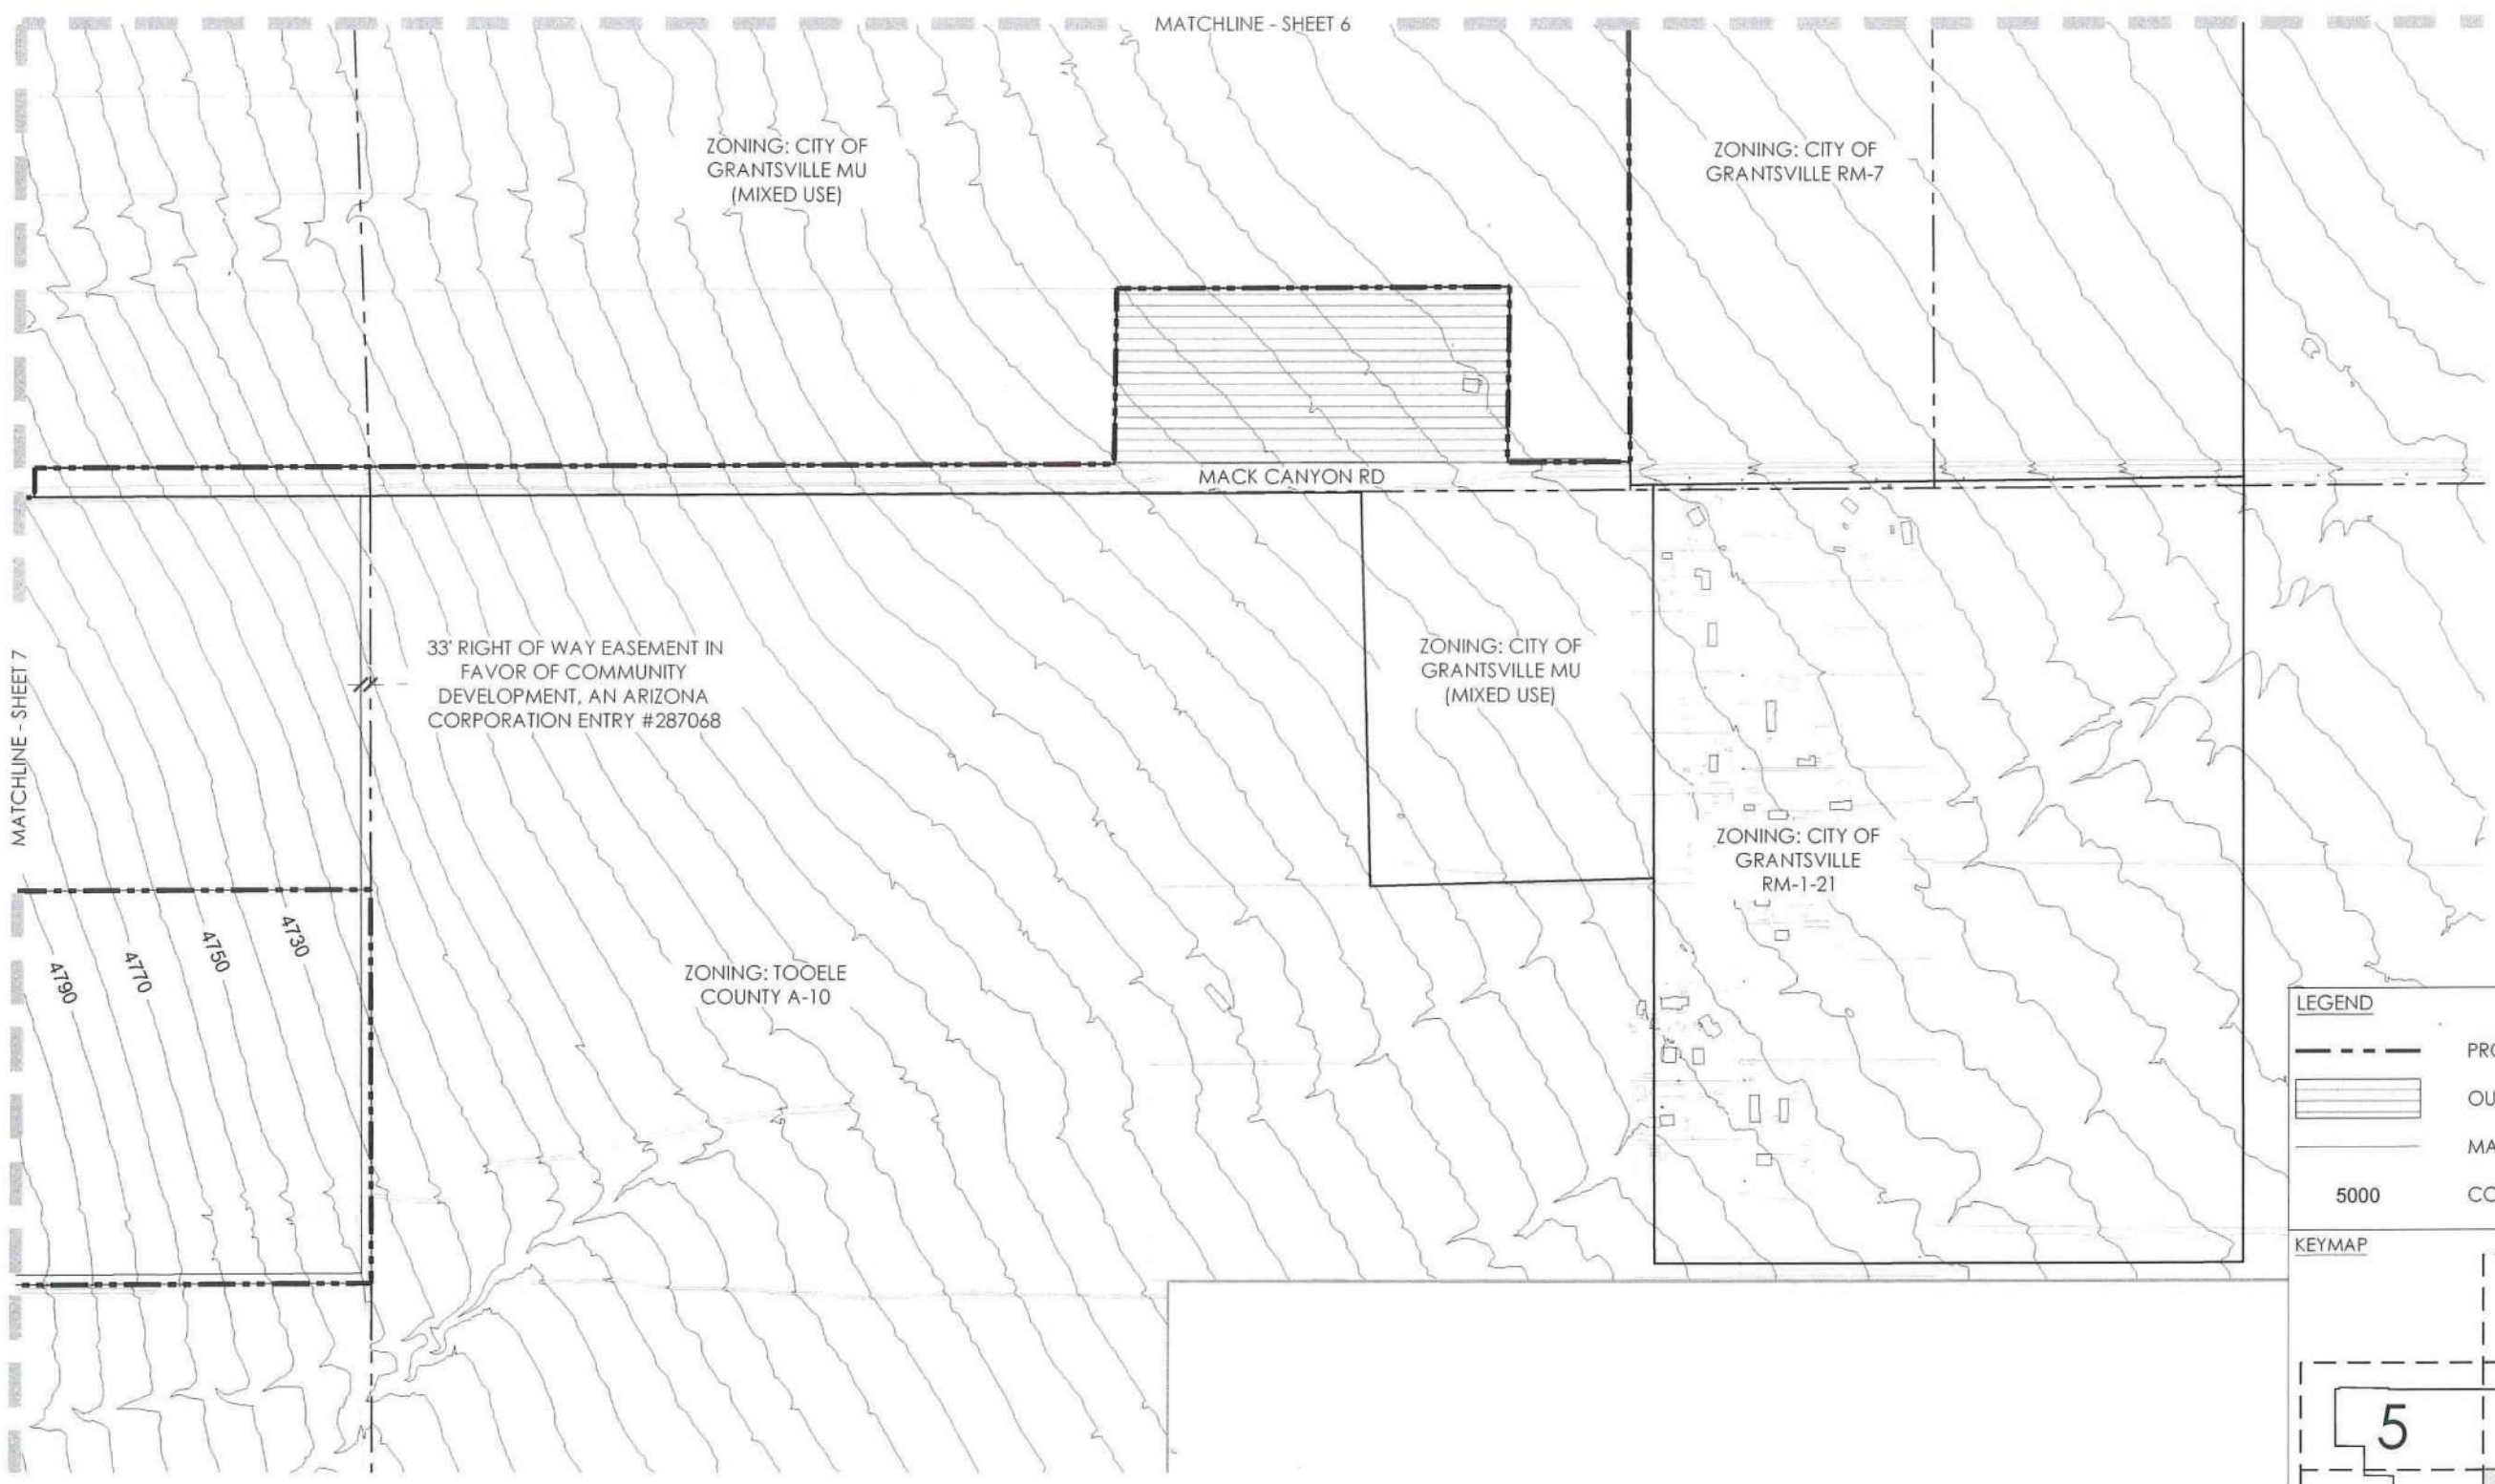 MATCHLINE - SHEET 6
ZONING: CITY OF
GRANTSVILLE MU
(MIXED USE)
ZONING: CITY OF
GRANTSVILLE RM-7
MACK CANYON RD
MATCHLINE - SHEET 7
33' RIGHT OF WAY EASEMENT IN
FAVOR OF COMMUNITY
DEVELOPMENT, AN ARIZONA
CORPORATION ENTRY #287068
ZONING: CITY OF
GRANTSVILLE MU
(MIXED USE)
ZONING: CITY OF
GRANTSVILLE
RM-1-21
4790
4770
4750
4730
ZONING: TOOELE
COUNTY A-10
LEGEND
PRO
OU
MA
5000 CO
KEYMAP
5